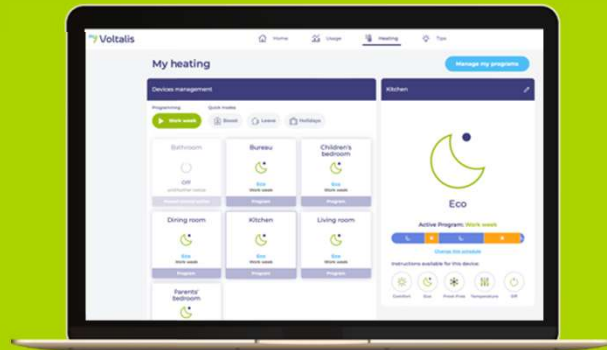 Voltalis
Home
Usage
Heating
Tips
My heating
Manage my programs
Devices management
Programming
Quick modes
Work week
Boost
Leave
Holidays
Bathroom
Off
Bureau
Eco
Work week
Program
Children's
bedroom
Eco
Work week
Program
Dining room
Eco
Work week
Program
Kitchen
Eco
Work week
Program
Living room
Eco
Work week
Program
Parents'
bedroom
Kitchen
Eco
Active Program: Work week
Change the schedule
Instructions available for this device:
Comfort
Eco
Frost-Free
Temperature
Off